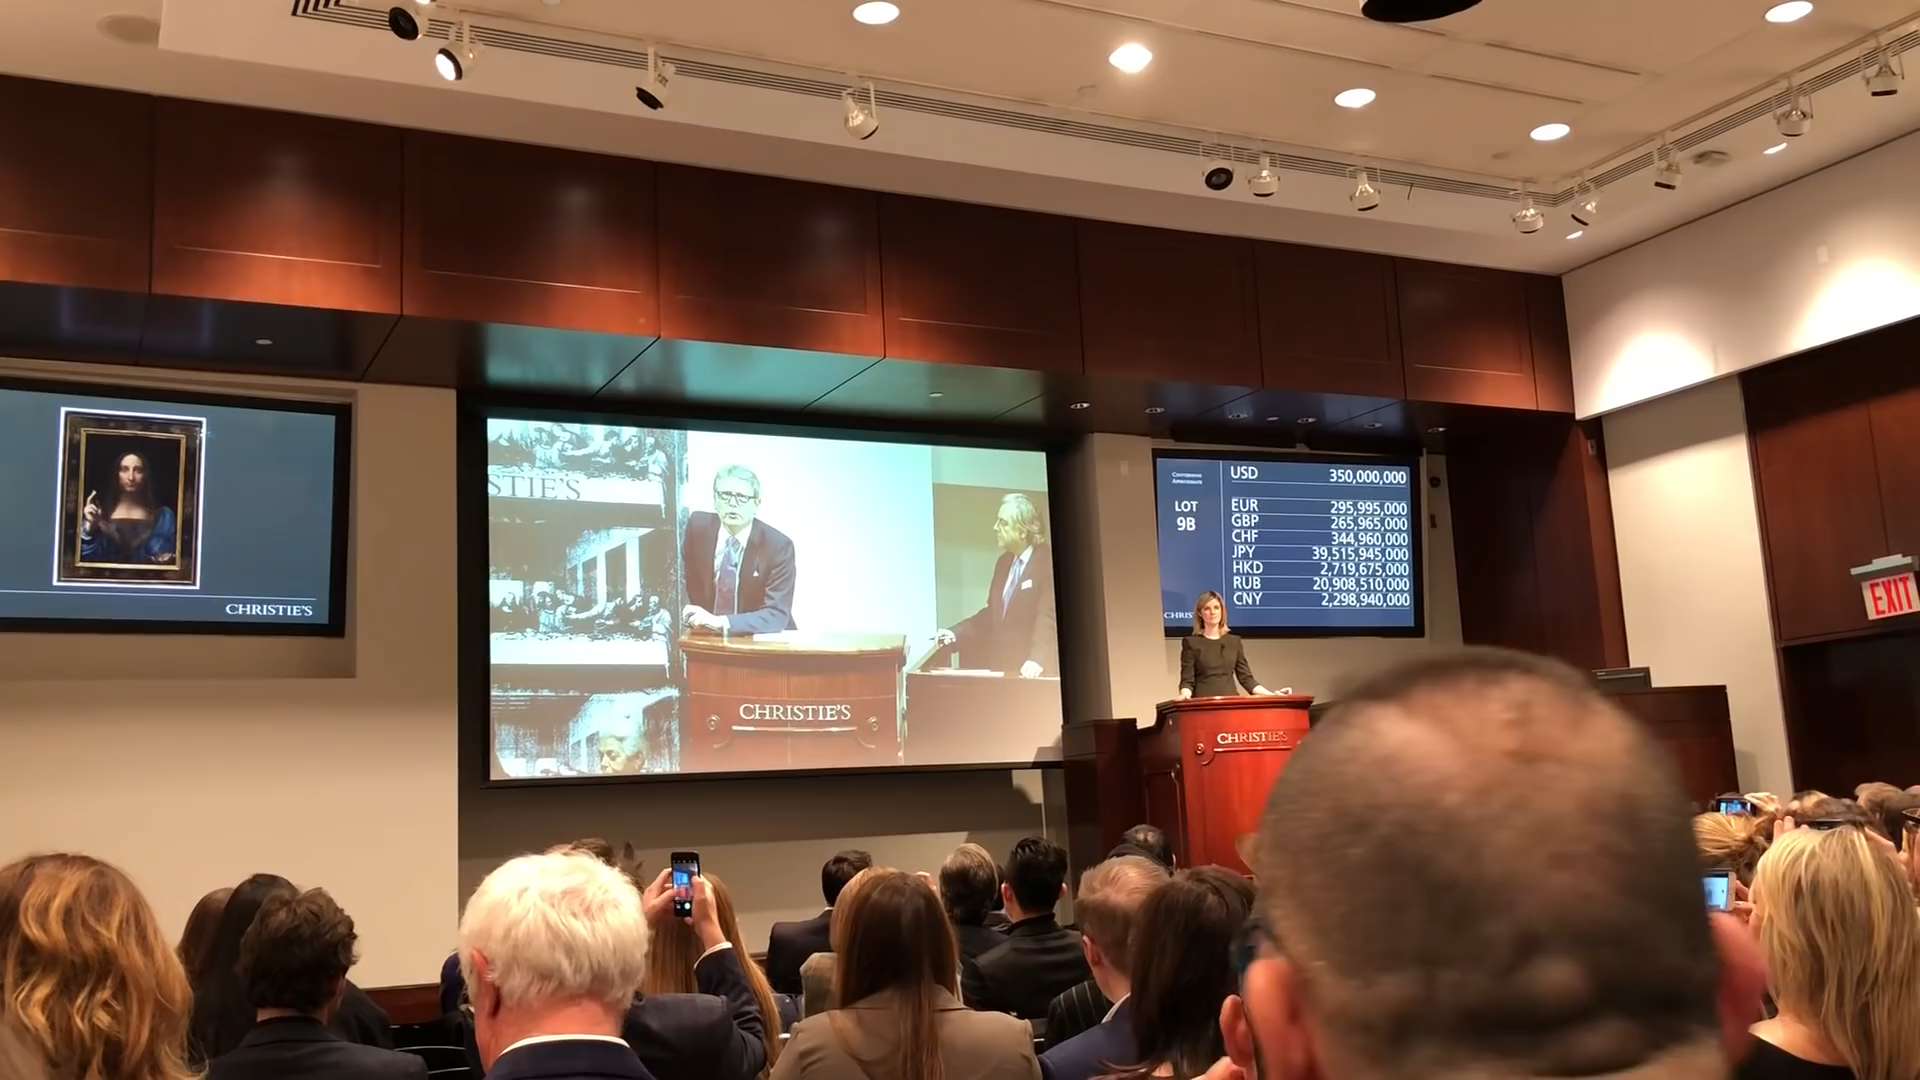 CHRISTIE'S
STIE'S
CHRISTIE'S
LOT
9B
USD 350,000,000
EUR 295,995,000
GBP 265,965,000
CHF 344,960,000
JPY 39,515,945,000
HKD 2,719,675,000
RUB 20,908,510,000
CNY 2,298,940,000
CHRIS
CHRISTIE'S
EXIT